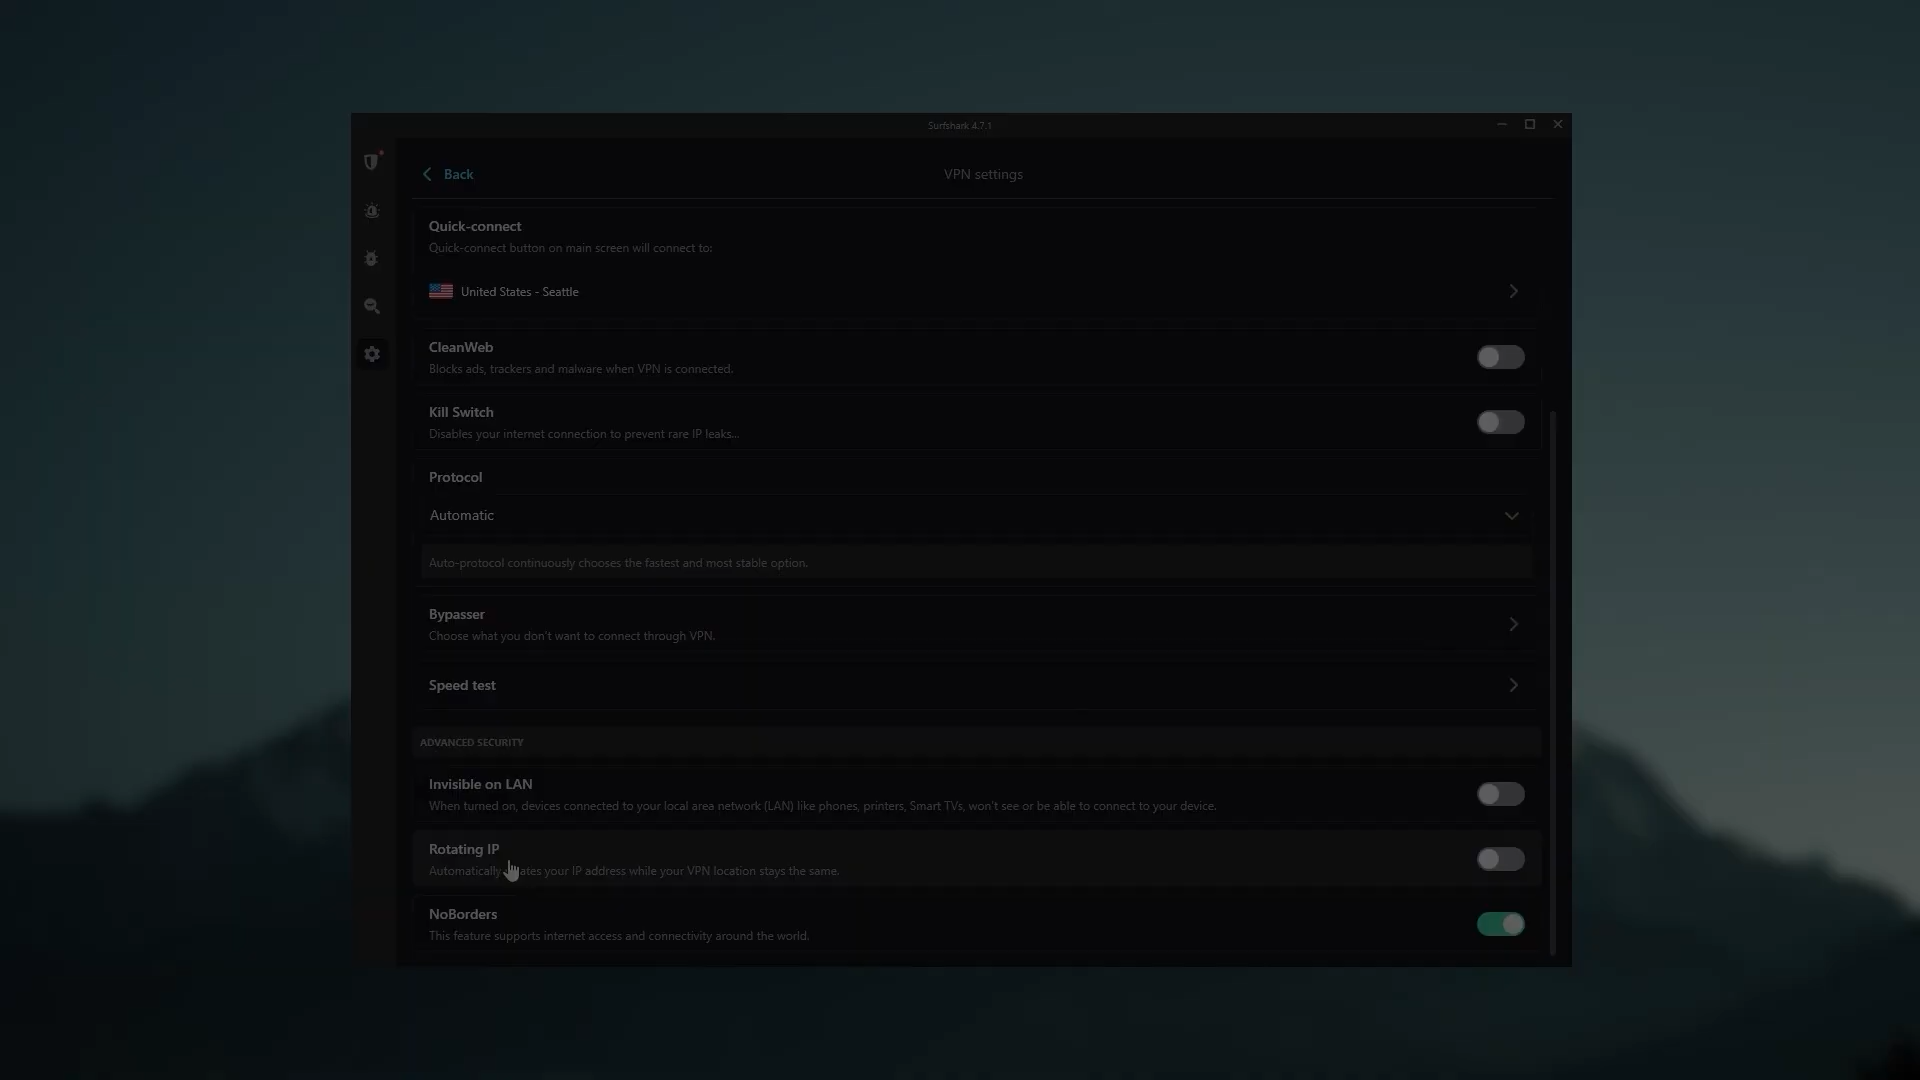 Surfshark 4.7.1
Back
VPN settings
Quick-connect
Quick-connect button on main screen will connect to:
United States - Seattle
CleanWeb
Blocks ads, trackers and malware when VPN is connected.
Kill Switch
Disables your internet connection to prevent rare IP leaks...
Protocol
Automatic
Auto-protocol continuously chooses the fastest and most stable option.
Bypasser
Choose what you don't want to connect through VPN.
Speed test
ADVANCED SECURITY
Invisible on LAN
When turned on, devices connected to your local area network (LAN) like phones, printers, Smart TVs, won't see or be able to connect to your device.
Rotating IP
Automatically your IP address while your VPN location stays the same.
NoBorders
This feature supports internet access and connectivity around the world.